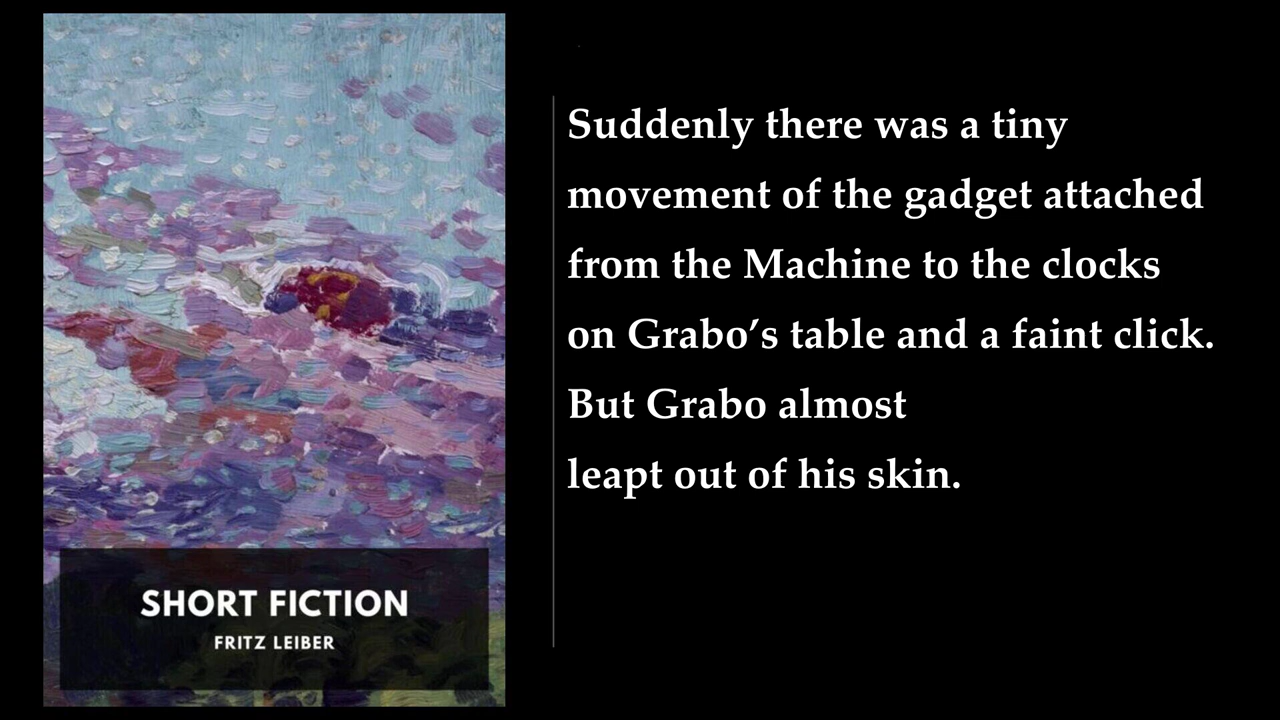 SHORT FICTION
FRITZ LEIBER
Suddenly there was a tiny
movement of the gadget attached
from the Machine to the clocks
on Grabo’s table and a faint click.
But Grabo almost
leapt out of his skin.